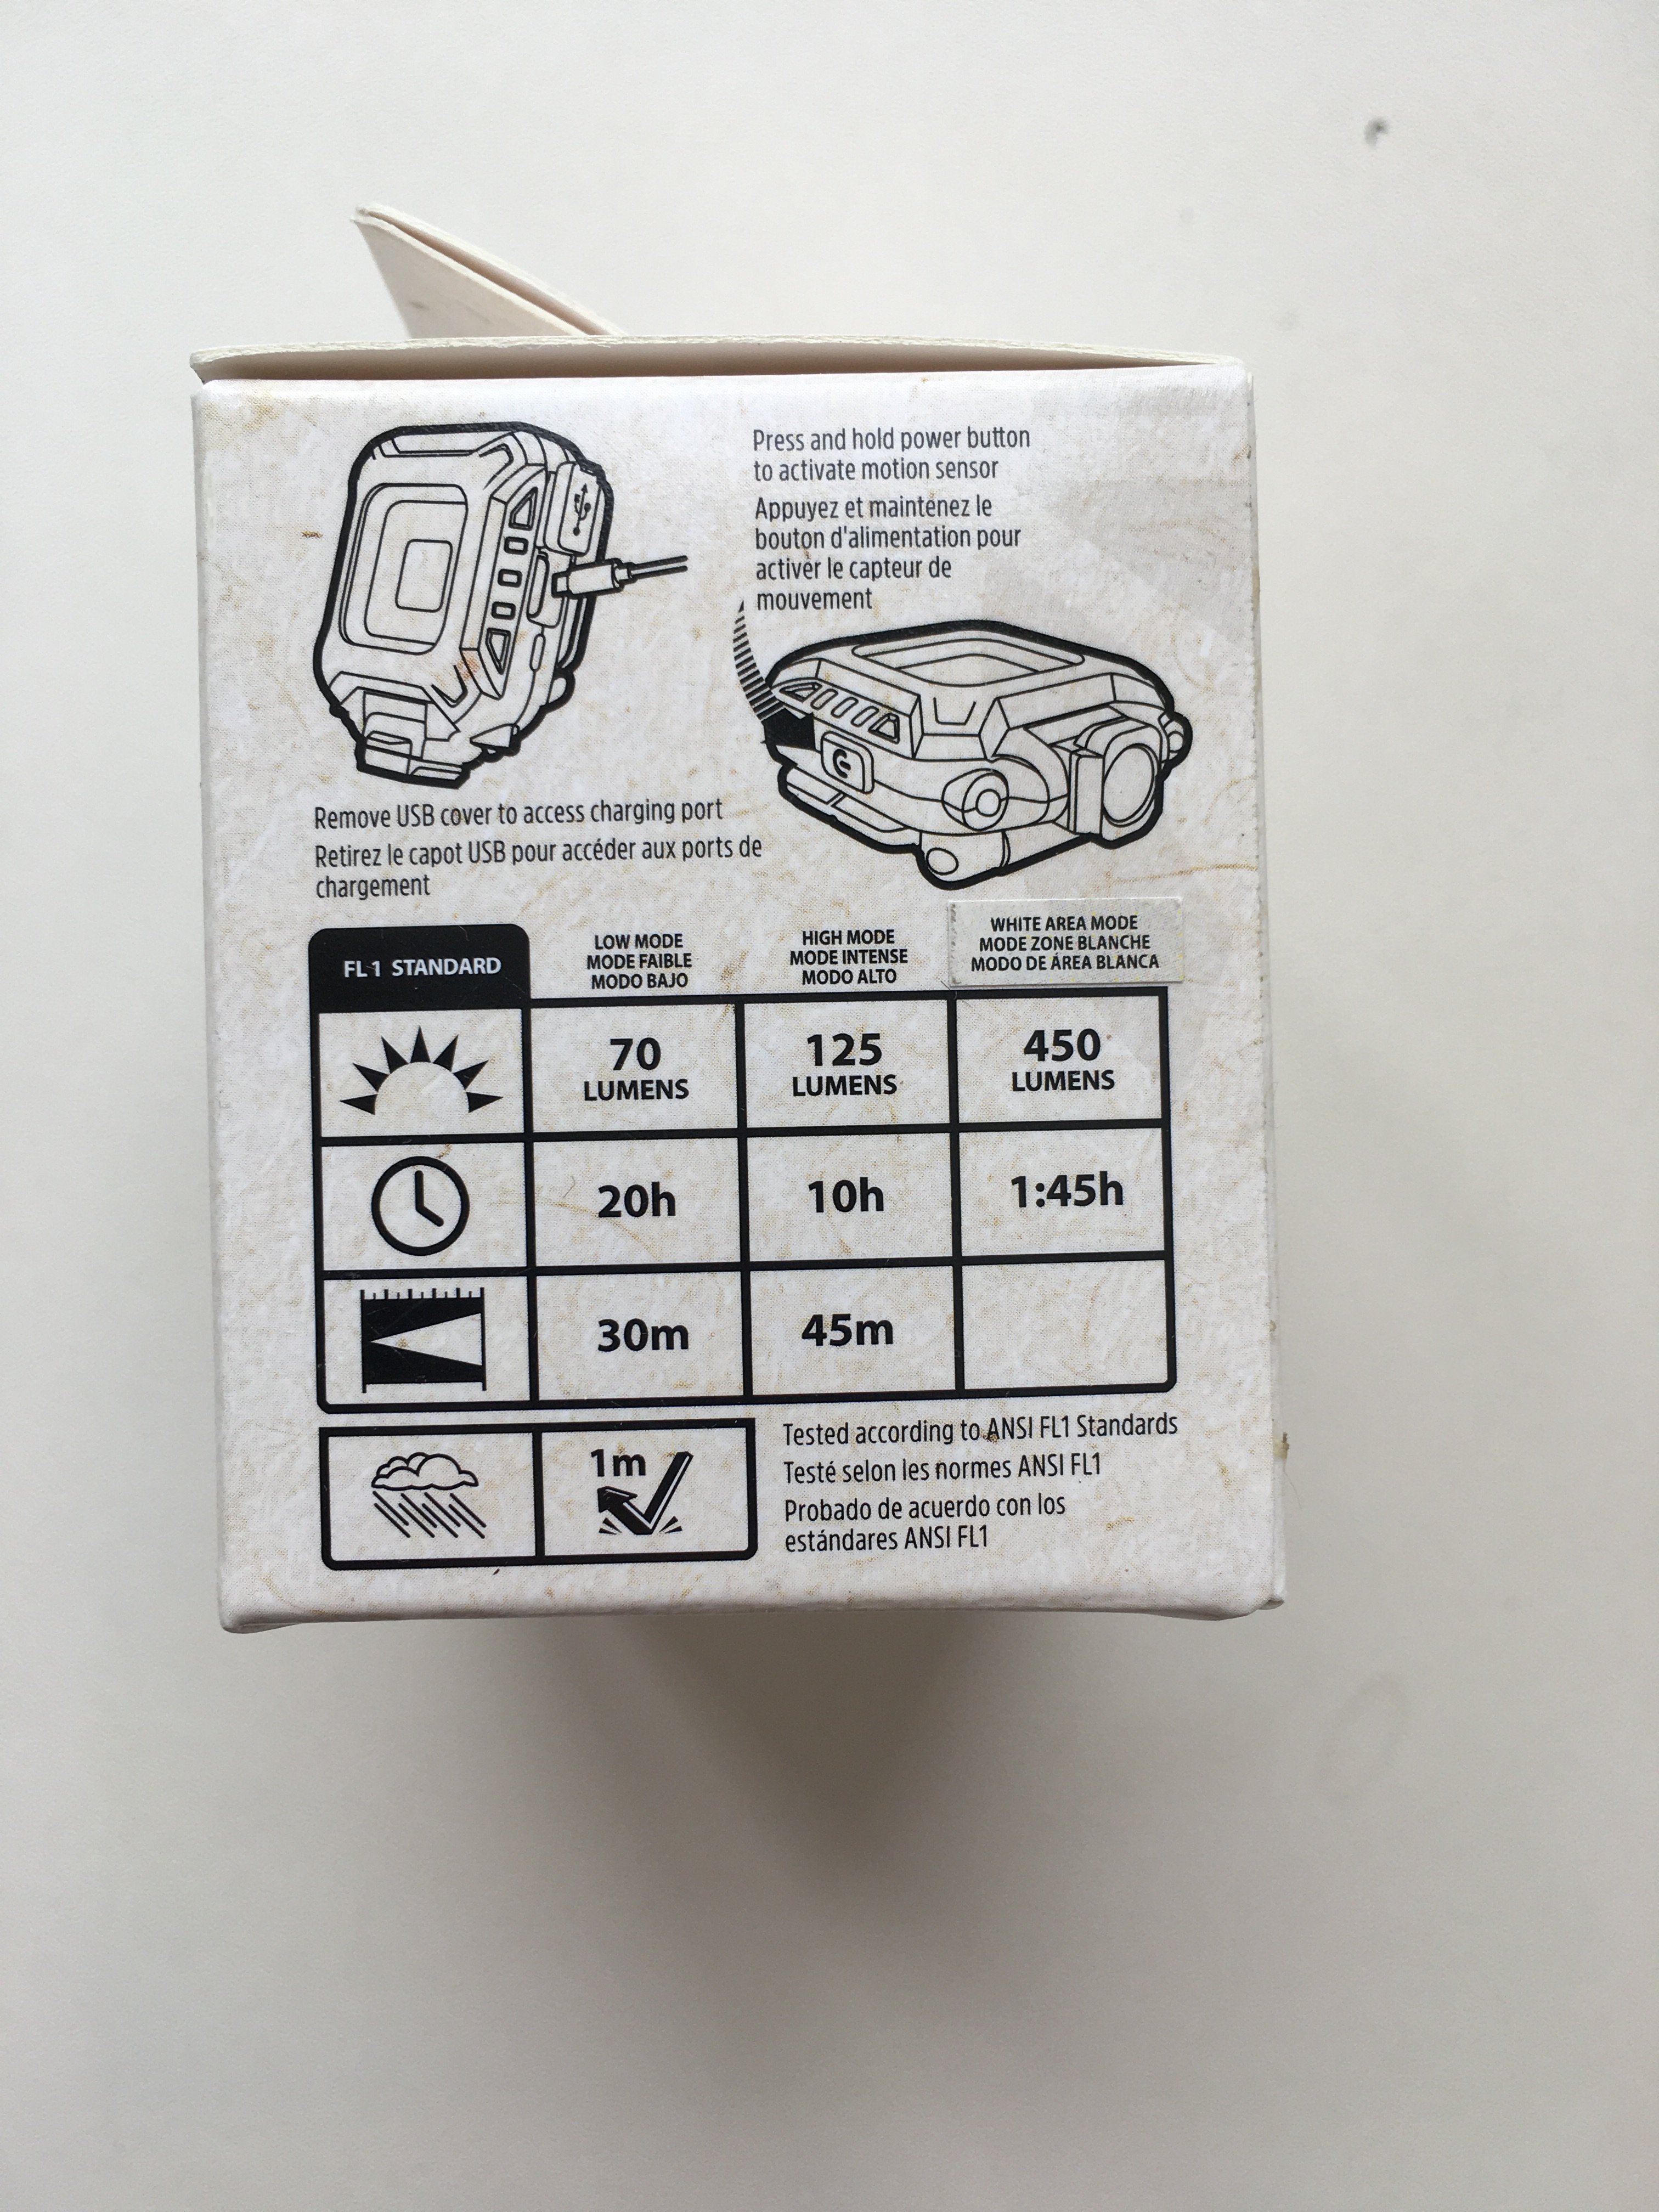 Press and hold power button
to activate motion sensor
Appuyez et maintenez le
bouton d'alimentation pour
activer le capteur de
mouvement
Remove USB cover to access charging port
Retirez le capot USB pour accéder aux ports de
chargement
FL1 STANDARD
LOW MODE
MODE FAIBLE
MODO BAJO
HIGH MODE
MODE INTENSE
MODO ALTO
WHITE AREA MODE
MODE ZONE BLANCHE
MODO DE ÁREA BLANCA
70
LUMENS
125
LUMENS
450
LUMENS
20h
10h
1:45h
30m
45m
1m
Tested according to ANSI FL1 Standards
Testé selon les normes ANSI FL1
Probado de acuerdo con los
estándares ANSI FL1